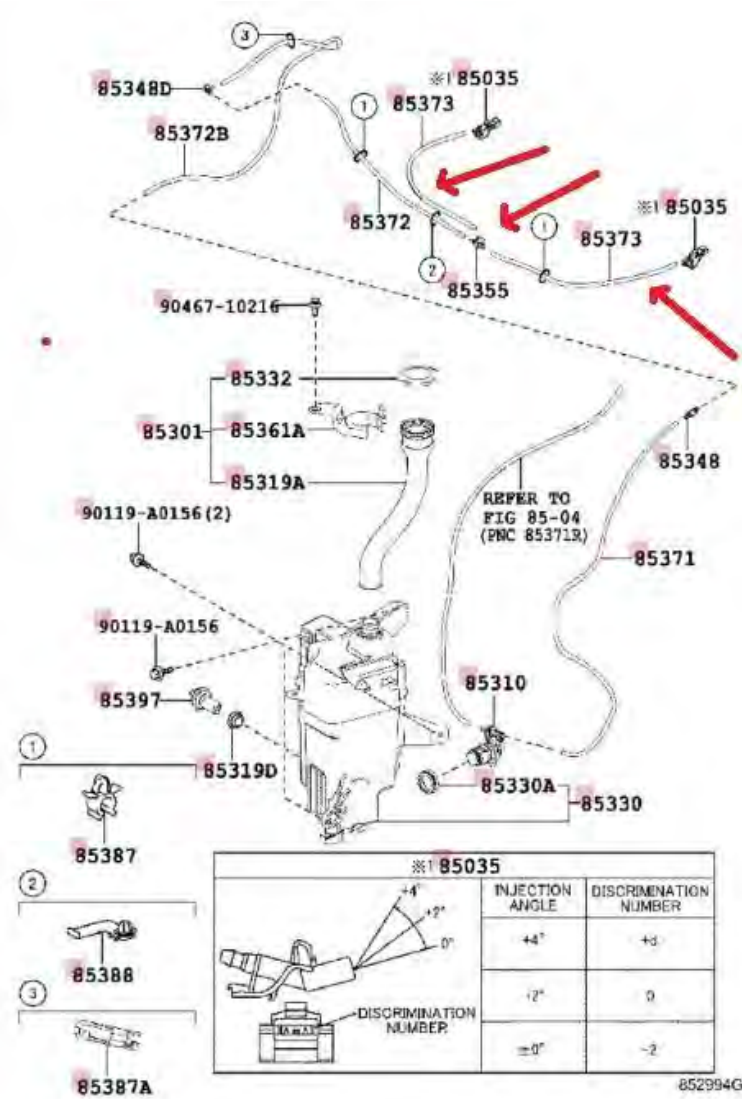 3
85348D
※1 85035
85373
1
85372B
※1 85035
85372
1
85373
2
85355
90467-10216
85332
85301
85361A
85348
85319A
REFER TO
FIG 85-04
(PNC 85371R)
90119-A0156(2)
85371
90119-A0156
85310
85397
1
85319D
85330A
85330
85387
※1 85035
2
+4°
+2°
0°
INJECTION
ANGLE
DISCRIMINATION
NUMBER
+4°
85388
+2°
3
DISCRIMINATION
NUMBER
±0°
-2
85387A
852994G